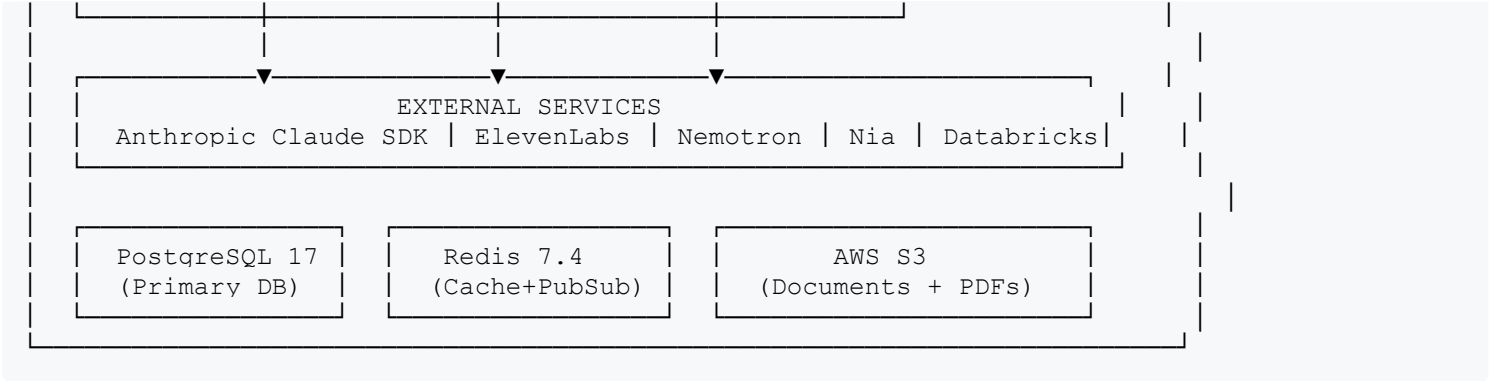 EXTERNAL SERVICES
Anthropic Claude SDK | ElevenLabs | Nemotron | Nia | Databricks|
PostgreSQL 17 | Redis 7.4 | AWS S3
(Primary DB) | (Cache+PubSub) | (Documents + PDFs)